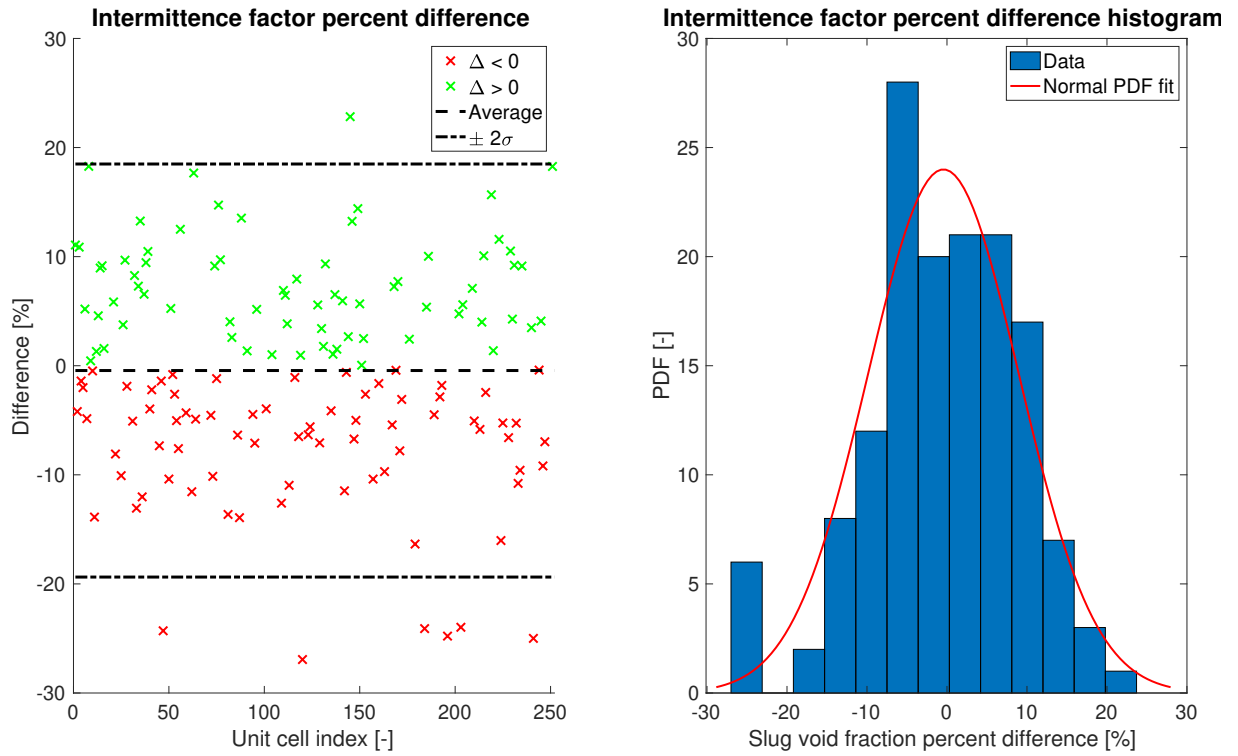 Intermittence factor percent difference
30
20
10
0
-10
-20
-30
Difference [%]
0
50
100
150
200
250
Unit cell index [-]
Δ < 0
Δ > 0
Average
± 2σ
Intermittence factor percent difference histogram
30
25
20
15
10
5
0
PDF [-]
-30
-20
-10
0
10
20
30
Slug void fraction percent difference [%]
Data
Normal PDF fit